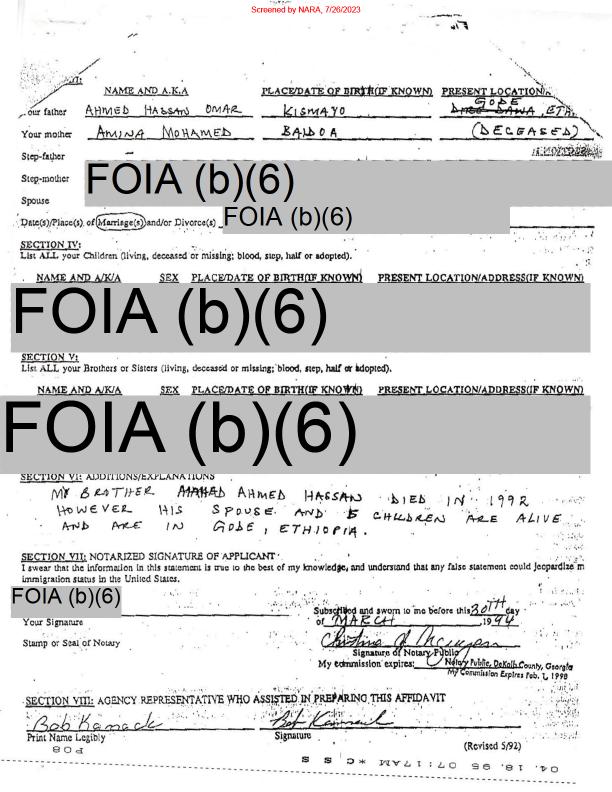 Screened by NARA, 7/26/2023
NAME AND A.K.A PLACE/DATE OF BIRTH(IF KNOWN) PRESENT LOCATION/
GODE
our father AHMED HASSAN OMAR KISMAYO DIRE DAWA, ETH.
Your mother AMINA MOHAMED BAIDOA (DECEASED)
Step-father
Step-mother FOIA (b)(6)
Spouse
Date(s)/Place(s) of Marriage(s) and/or Divorce(s) FOIA (b)(6)
SECTION IV:
List ALL your Children (living, deceased or missing; blood, step, half or adopted).
NAME AND A/K/A SEX PLACE/DATE OF BIRTH(IF KNOWN) PRESENT LOCATION/ADDRESS(IF KNOWN)
FOIA (b)(6)
SECTION V:
List ALL your Brothers or Sisters (living, deceased or missing; blood, step, half or adopted).
NAME AND A/K/A SEX PLACE/DATE OF BIRTH(IF KNOWN) PRESENT LOCATION/ADDRESS(IF KNOWN)
FOIA (b)(6)
SECTION VI: ADDITIONS/EXPLANATIONS
MY BROTHER AHMED HASSAN DIED IN 1992
HOWEVER HIS SPOUSE AND 5 CHILDREN ARE ALIVE
AND ARE IN GODE, ETHIOPIA.
SECTION VII: NOTARIZED SIGNATURE OF APPLICANT
I swear that the information in this statement is true to the best of my knowledge, and understand that any false statement could jeopardize m
immigration status in the United States.
FOIA (b)(6)
Subscribed and sworn to me before this 30TH day
of MARCH, 1994
Your Signature
Stamp or Seal of Notary
Signature of Notary Public
My commission expires: Notary Public, DeKalb County, Georgia
My Commission Expires Feb. 1, 1998
SECTION VIII: AGENCY REPRESENTATIVE WHO ASSISTED IN PREPARING THIS AFFIDAVIT
Bob
Print Name Legibly Signature
(Revised 5/92)
P08
04.18.95 07:17AM *C S S